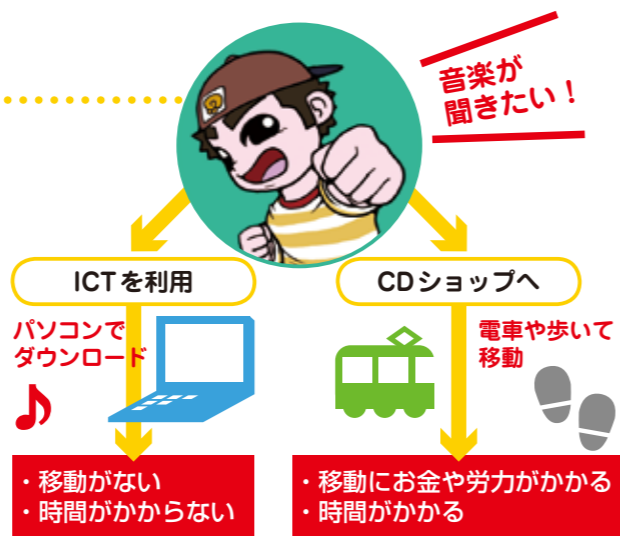 音楽が
聞きたい！
ICTを利用
CDショップへ
パソコンで
ダウンロード
電車や歩いて
移動
・移動がない
・時間がかからない
・移動にお金や労力がかかる
・時間がかかる